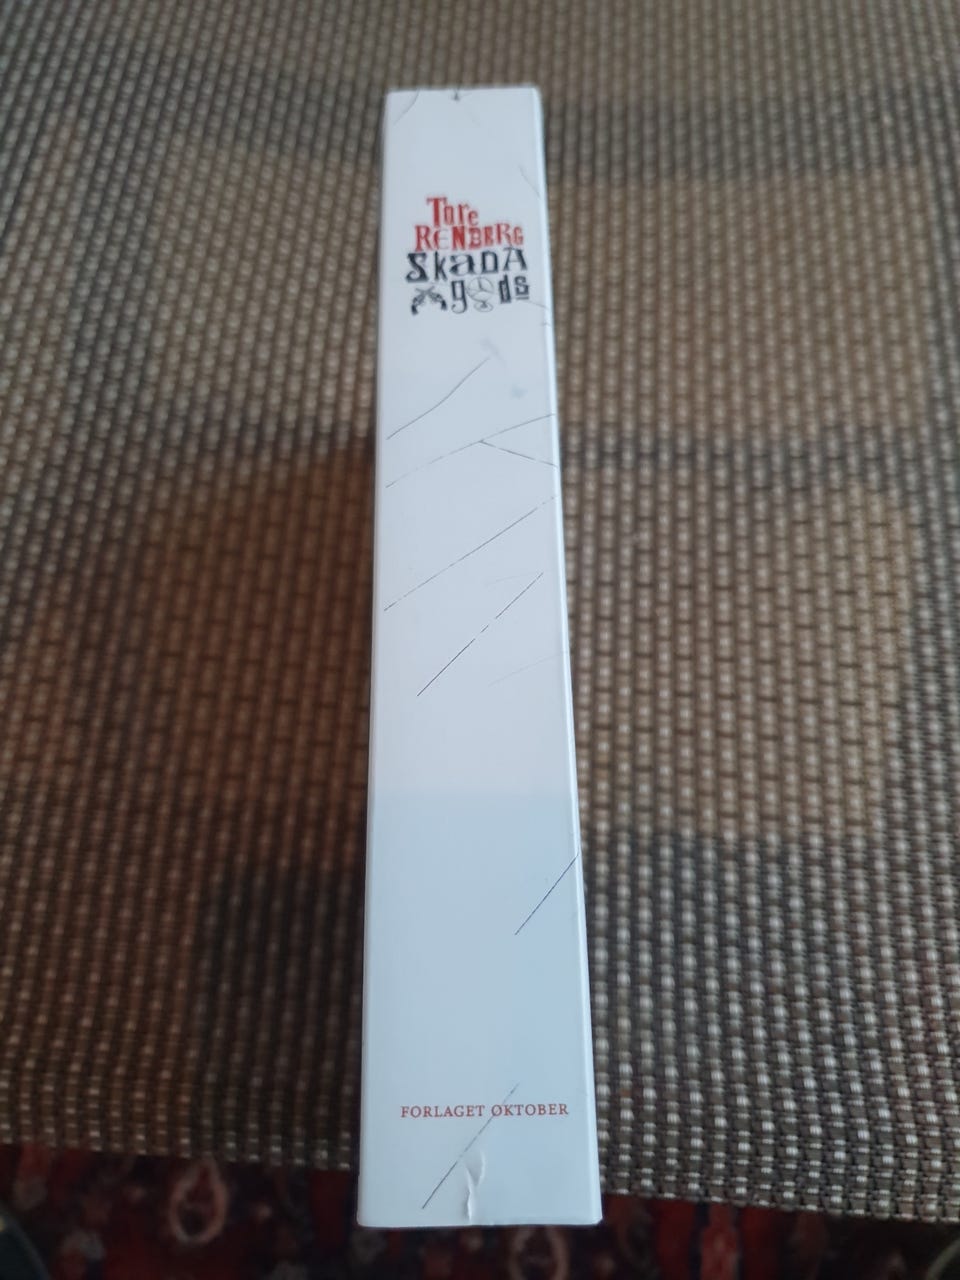 Tore
RENBERG
SkadA
gods
FORLAGET OKTOBER